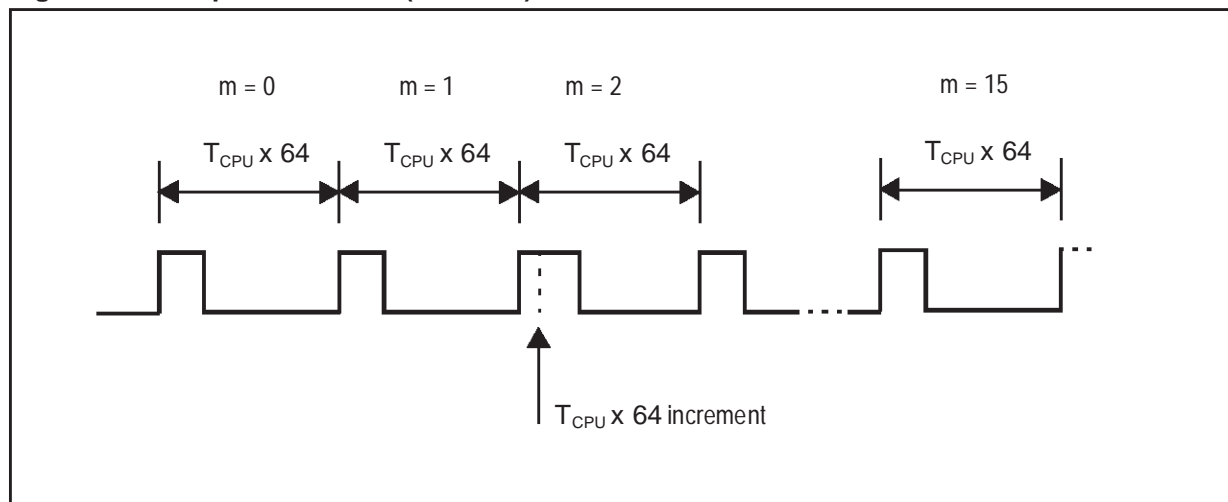 m = 0 m = 1 m = 2 m = 15
T_CPU x 64 T_CPU x 64 T_CPU x 64 T_CPU x 64
T_CPU x 64 increment